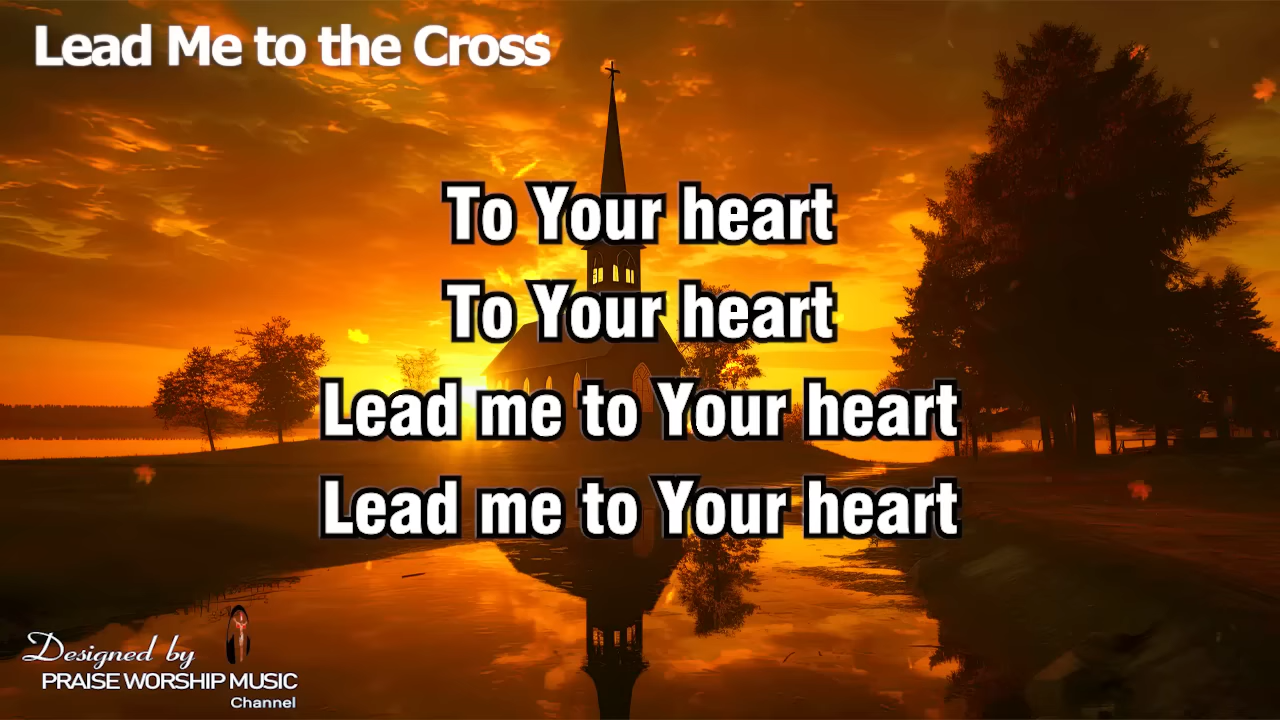 Lead Me to the Cross
To Your heart
To Your heart
Lead me to Your heart
Lead me to Your heart
Designed by
PRAISE WORSHIP MUSIC
Channel